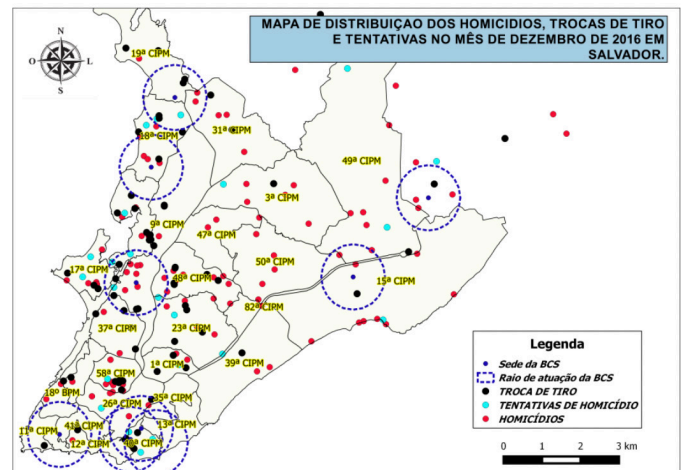 MAPA DE DISTRIBUIÇAO DOS HOMICIDIOS, TROCAS DE TIRO
E TENTATIVAS NO MÊS DE DEZEMBRO DE 2016 EM
SALVADOR.
N
O
L
S
19ª CIPM
18ª CIPM
31ª CIPM
49ª CIPM
3ª CIPM
9ª CIPM
47ª CIPM
50ª CIPM
17ª CIPM
48ª CIPM
15ª CIPM
82ª CIPM
37ª CIPM
23ª CIPM
1ª CIPM
39ª CIPM
58ª CIPM
18º BPM
26ª CIPM
35ª CIPM
11ª CIPM
41ª CIPM
13ª CIPM
12ª CIPM
40ª CIPM
Legenda
Sede da BCS
Raio de atuação da BCS
TROCA DE TIRO
TENTATIVAS DE HOMICÍDIO
HOMICÍDIOS
0 1 2 3 km